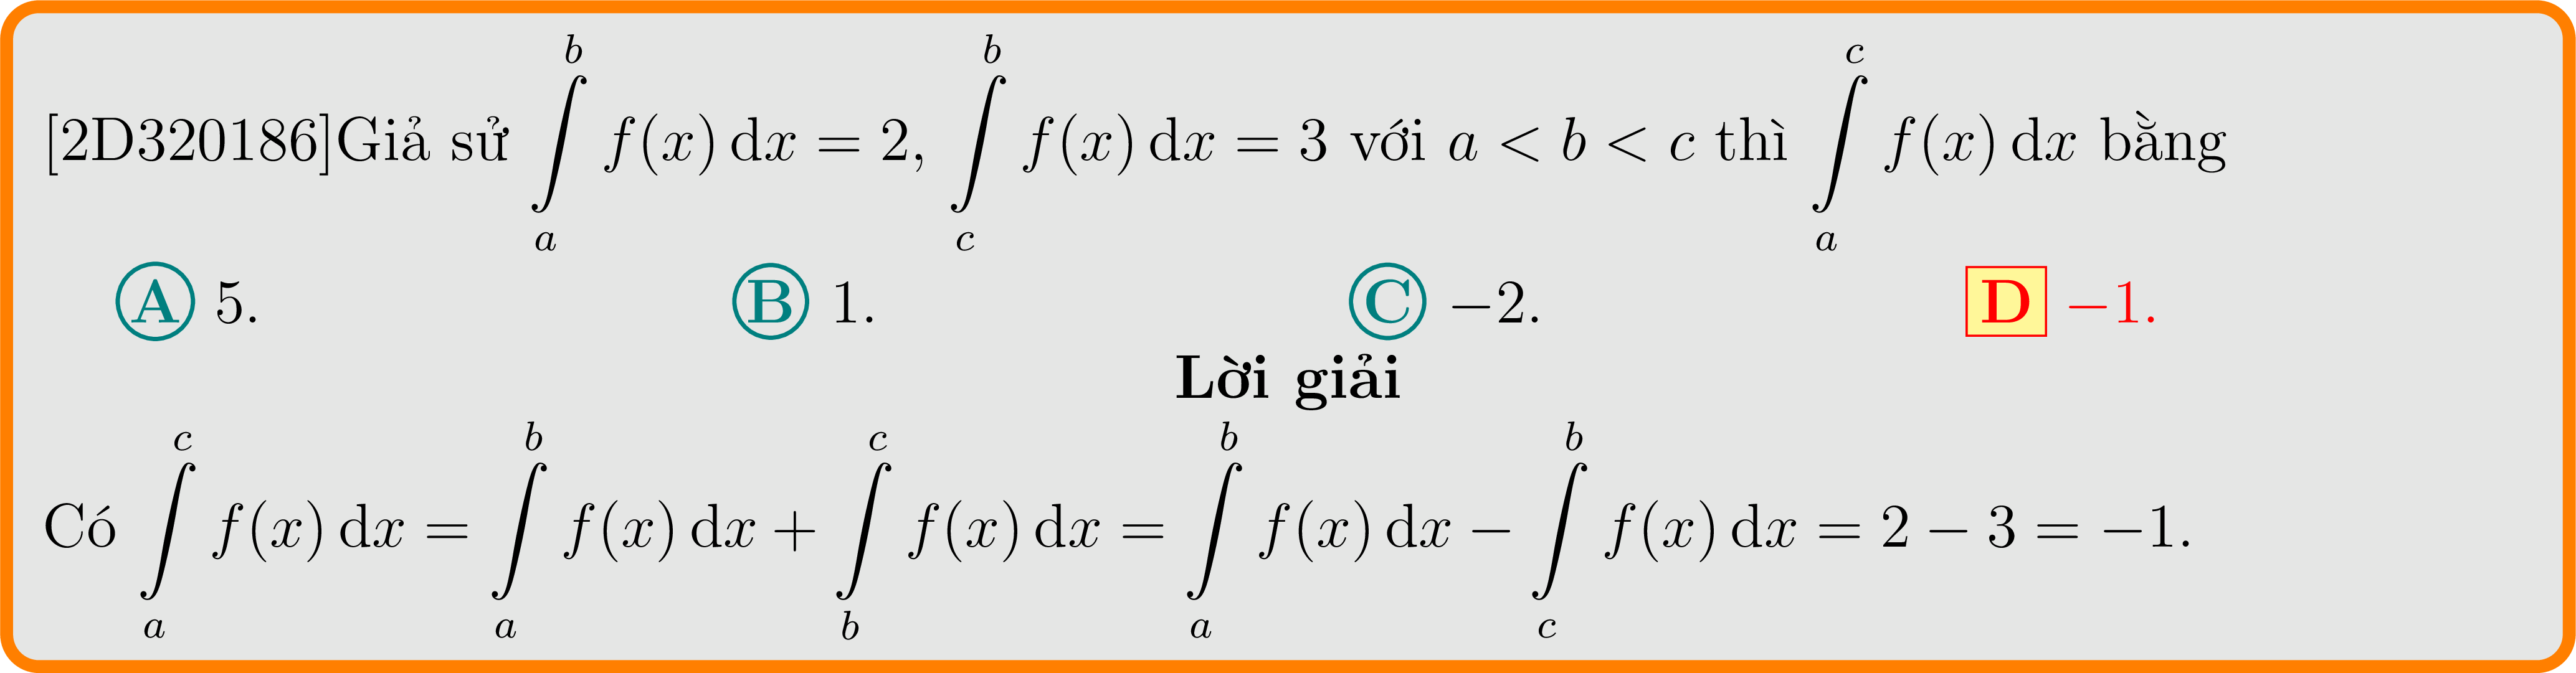 [2D320186]Giả sử $\int\limits_a^b f(x)\,\mathrm{d}x = 2$, $\int\limits_c^b f(x)\,\mathrm{d}x = 3$ với $a < b < c$ thì $\int\limits_a^c f(x)\,\mathrm{d}x$ bằng
A 5. B 1. C −2. D −1.
Lời giải
Có $\int\limits_a^c f(x)\,\mathrm{d}x = \int\limits_a^b f(x)\,\mathrm{d}x + \int\limits_b^c f(x)\,\mathrm{d}x = \int\limits_a^b f(x)\,\mathrm{d}x - \int\limits_c^b f(x)\,\mathrm{d}x = 2 - 3 = -1.$